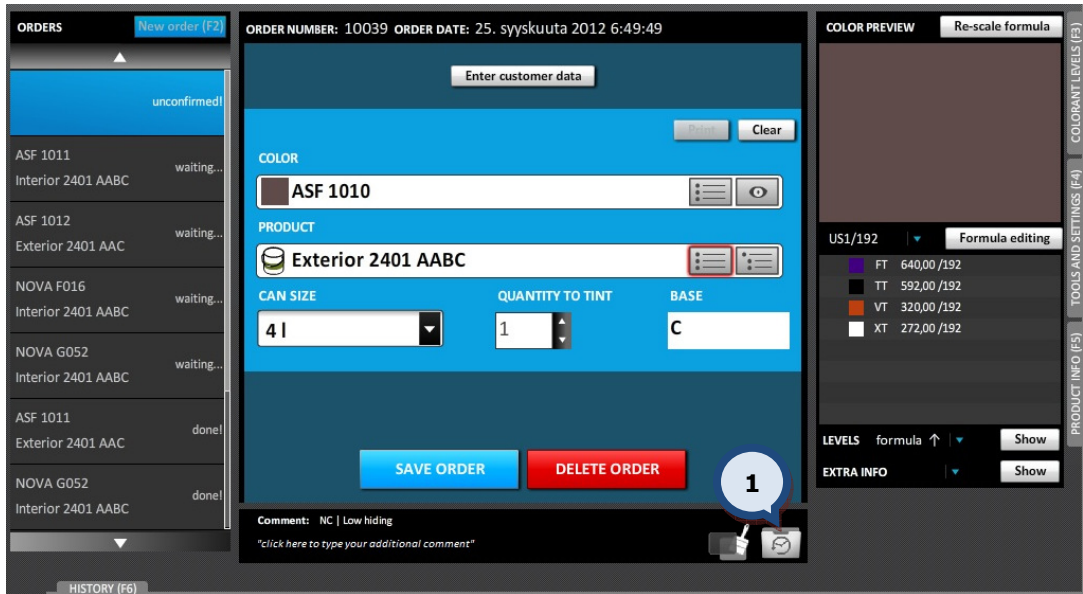 ORDERS New order (F2)
unconfirmed!
ASF 1011
waiting...
Interior 2401 AABC
ASF 1012
waiting...
Exterior 2401 AAC
NOVA F016
waiting...
Interior 2401 AABC
NOVA G052
waiting...
Interior 2401 AABC
ASF 1011
done!
Exterior 2401 AAC
NOVA G052
done!
Interior 2401 AABC
HISTORY (F6)
ORDER NUMBER: 10039 ORDER DATE: 25. syyskuuta 2012 6:49:49
Enter customer data
Print Clear
COLOR
ASF 1010
PRODUCT
Exterior 2401 AABC
CAN SIZE QUANTITY TO TINT BASE
4 l 1 C
SAVE ORDER DELETE ORDER
1
Comment: NC | Low hiding
"click here to type your additional comment"
COLOR PREVIEW Re-scale formula
US1/192 Formula editing
FT 640,00 /192
TT 592,00 /192
VT 320,00 /192
XT 272,00 /192
LEVELS formula ↑ Show
EXTRA INFO Show
COLORANT LEVELS (F3)
TOOLS AND SETTINGS (F4)
PRODUCT INFO (F5)